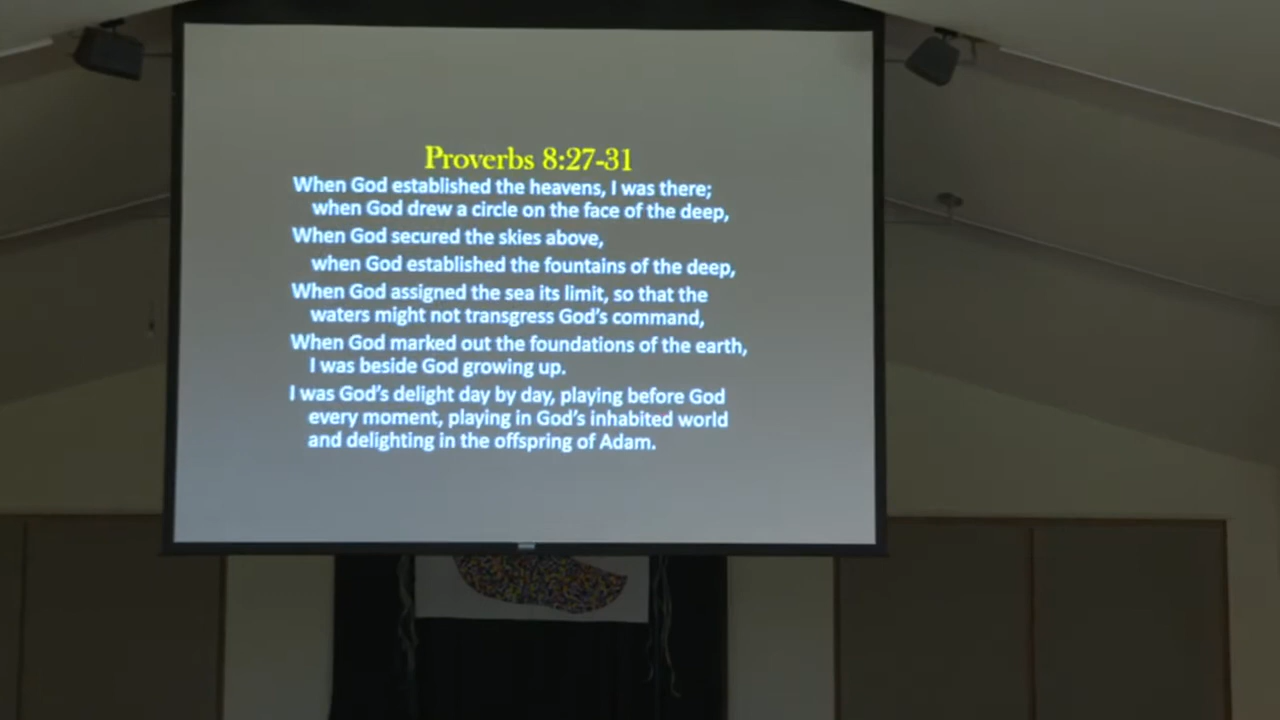 Proverbs 8:27-31
When God established the heavens, I was there;
when God drew a circle on the face of the deep,
When God secured the skies above,
when God established the fountains of the deep,
When God assigned the sea its limit, so that the
waters might not transgress God's command,
When God marked out the foundations of the earth,
I was beside God growing up.
I was God's delight day by day, playing before God
every moment, playing in God's inhabited world
and delighting in the offspring of Adam.